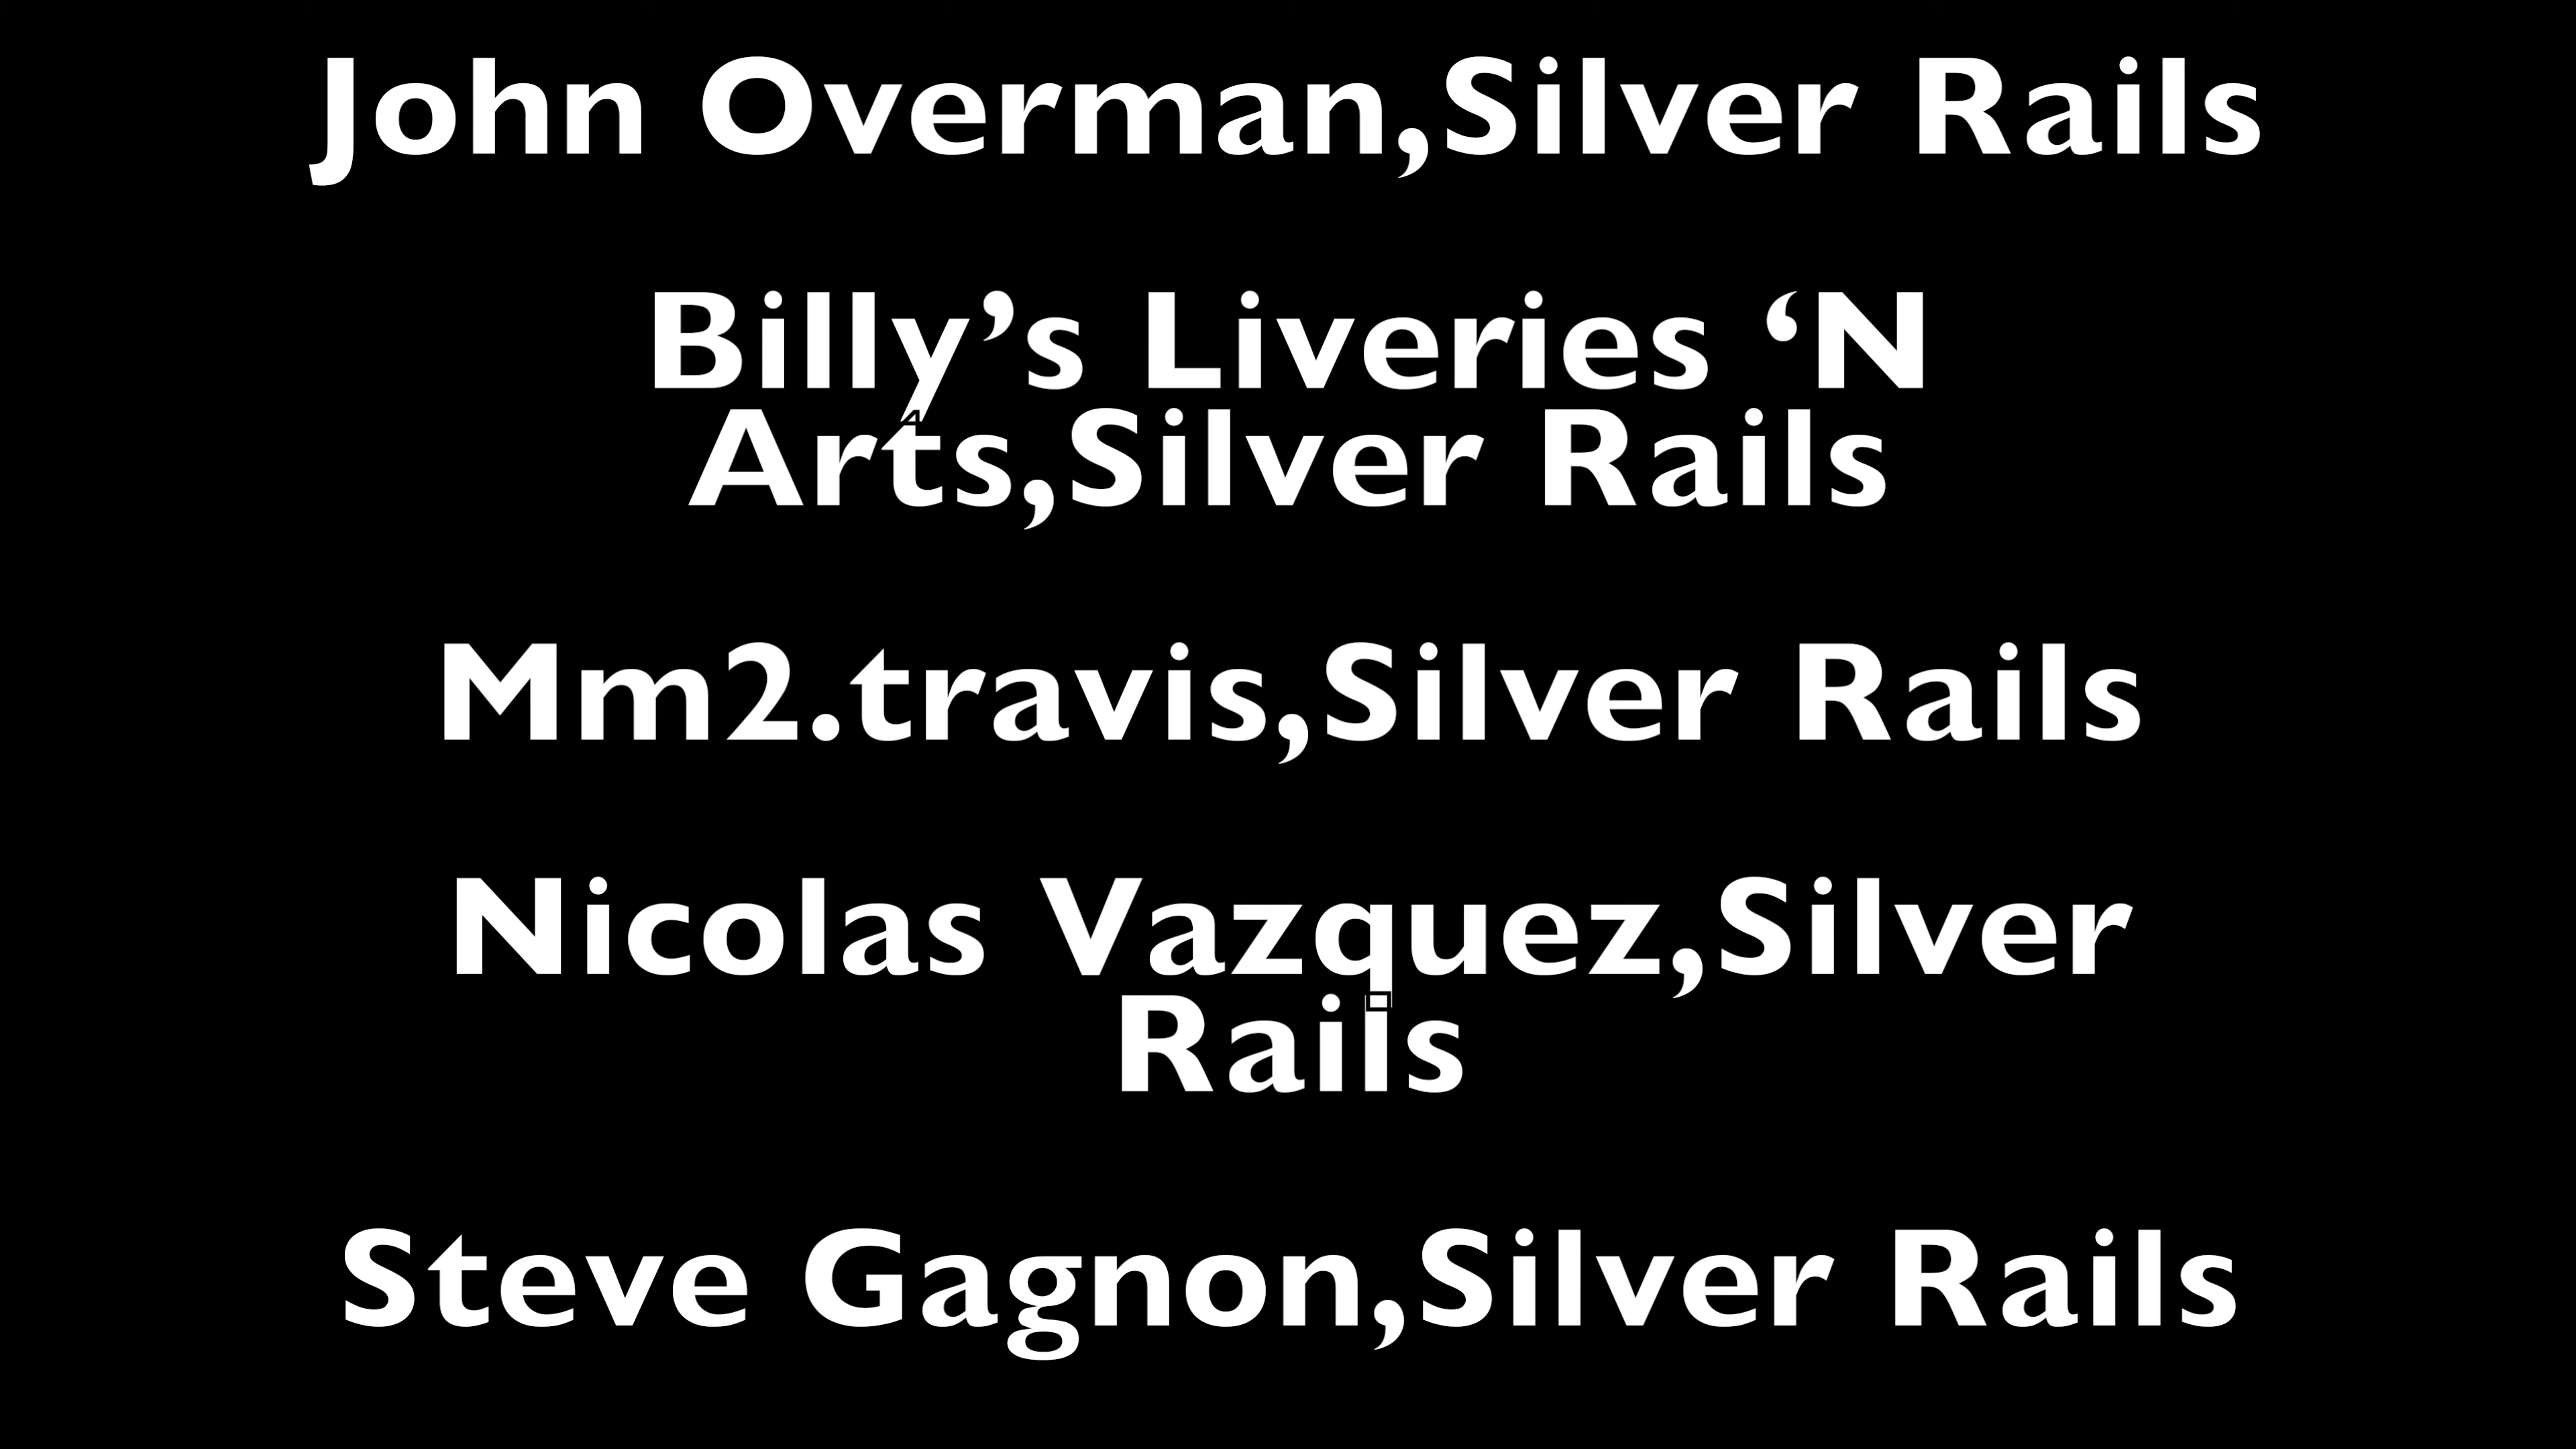 John Overman,Silver Rails
Billy’s Liveries ‘N
Arts,Silver Rails
Mm2.travis,Silver Rails
Nicolas Vazquez,Silver
Rails
Steve Gagnon,Silver Rails